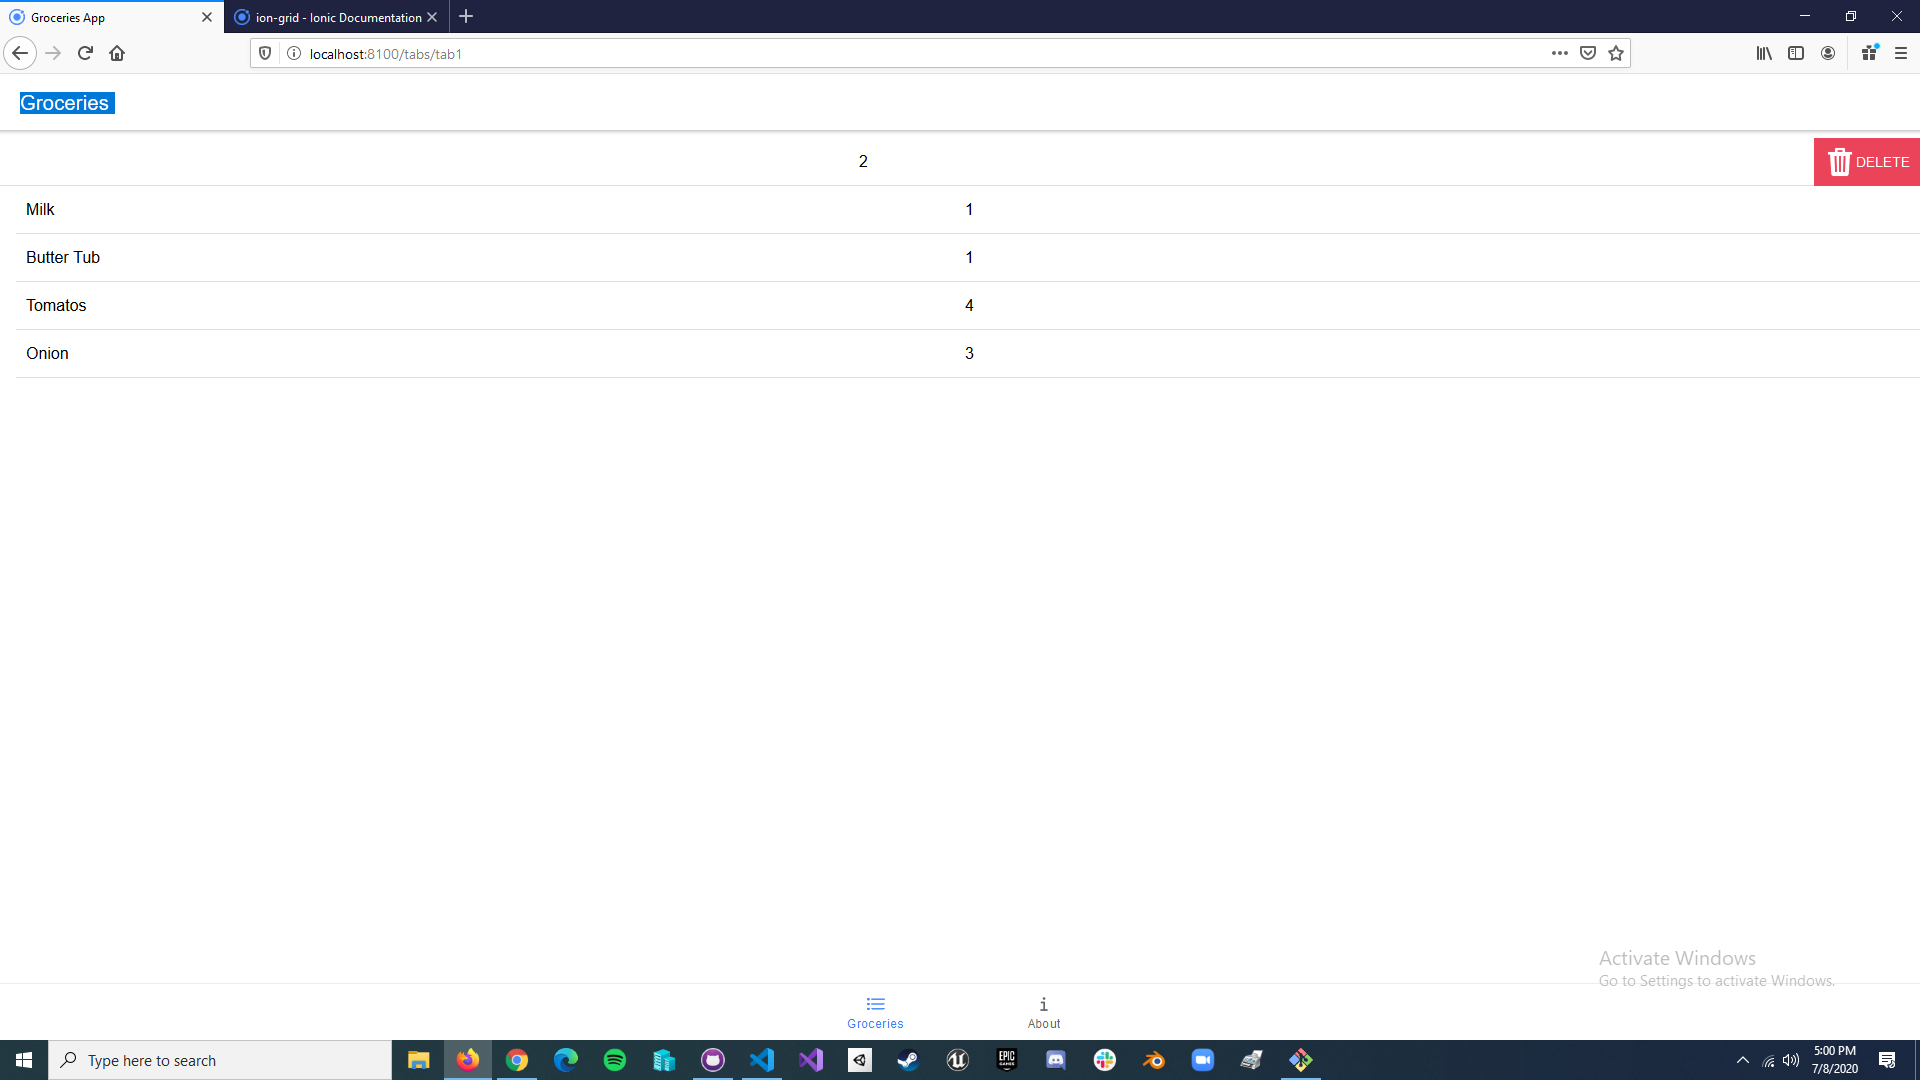 Groceries App
ion-grid - Ionic Documentation
localhost:8100/tabs/tab1
Groceries
2
DELETE
Milk 1
Butter Tub 1
Tomatos 4
Onion 3
Activate Windows
Go to Settings to activate Windows.
Groceries
About
Type here to search
EPIC GAMES
5:00 PM
7/8/2020